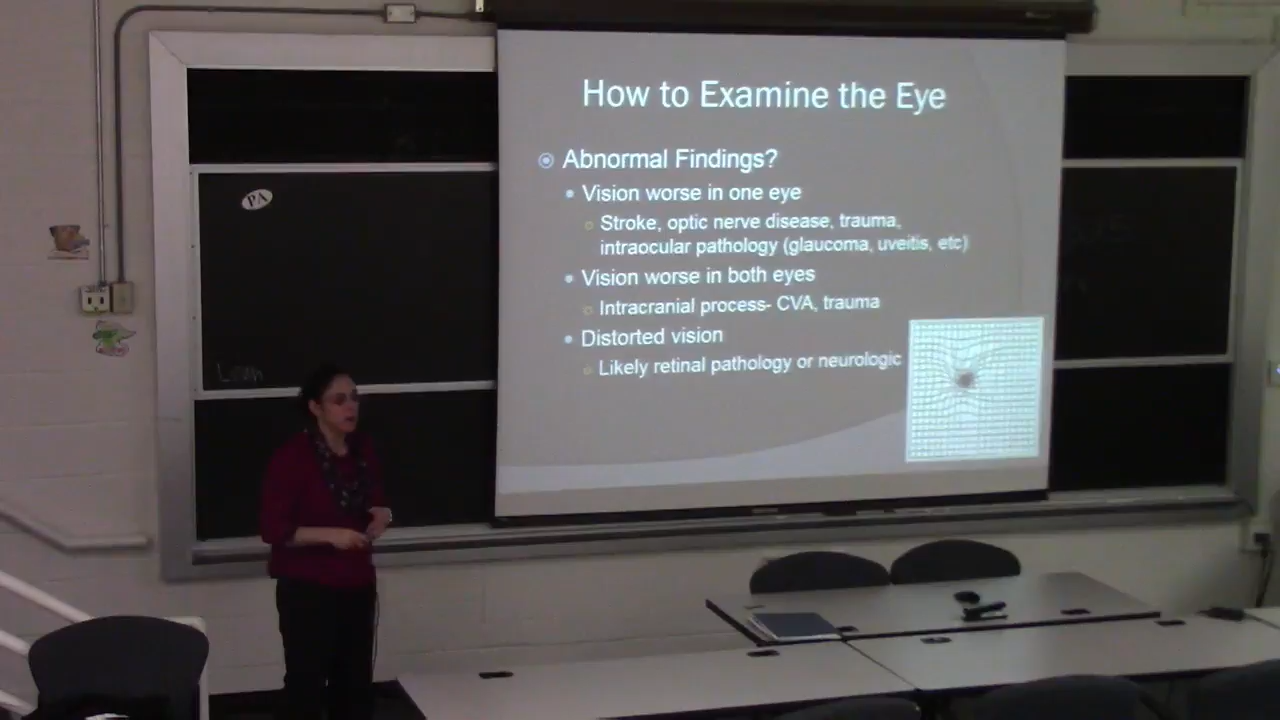 How to Examine the Eye
Abnormal Findings?
Vision worse in one eye
Stroke, optic nerve disease, trauma,
intraocular pathology (glaucoma, uveitis, etc)
Vision worse in both eyes
Intracranial process- CVA, trauma
Distorted vision
Likely retinal pathology or neurologic
PA